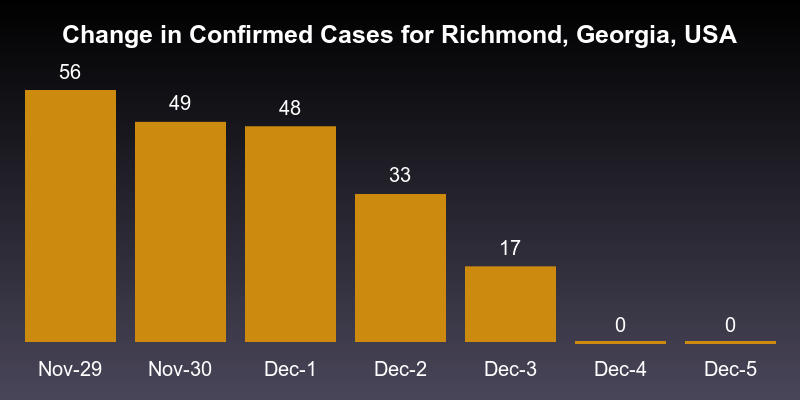 Change in Confirmed Cases for Richmond, Georgia, USA
56
49
48
33
17
0
0
Nov-29
Nov-30
Dec-1
Dec-2
Dec-3
Dec-4
Dec-5